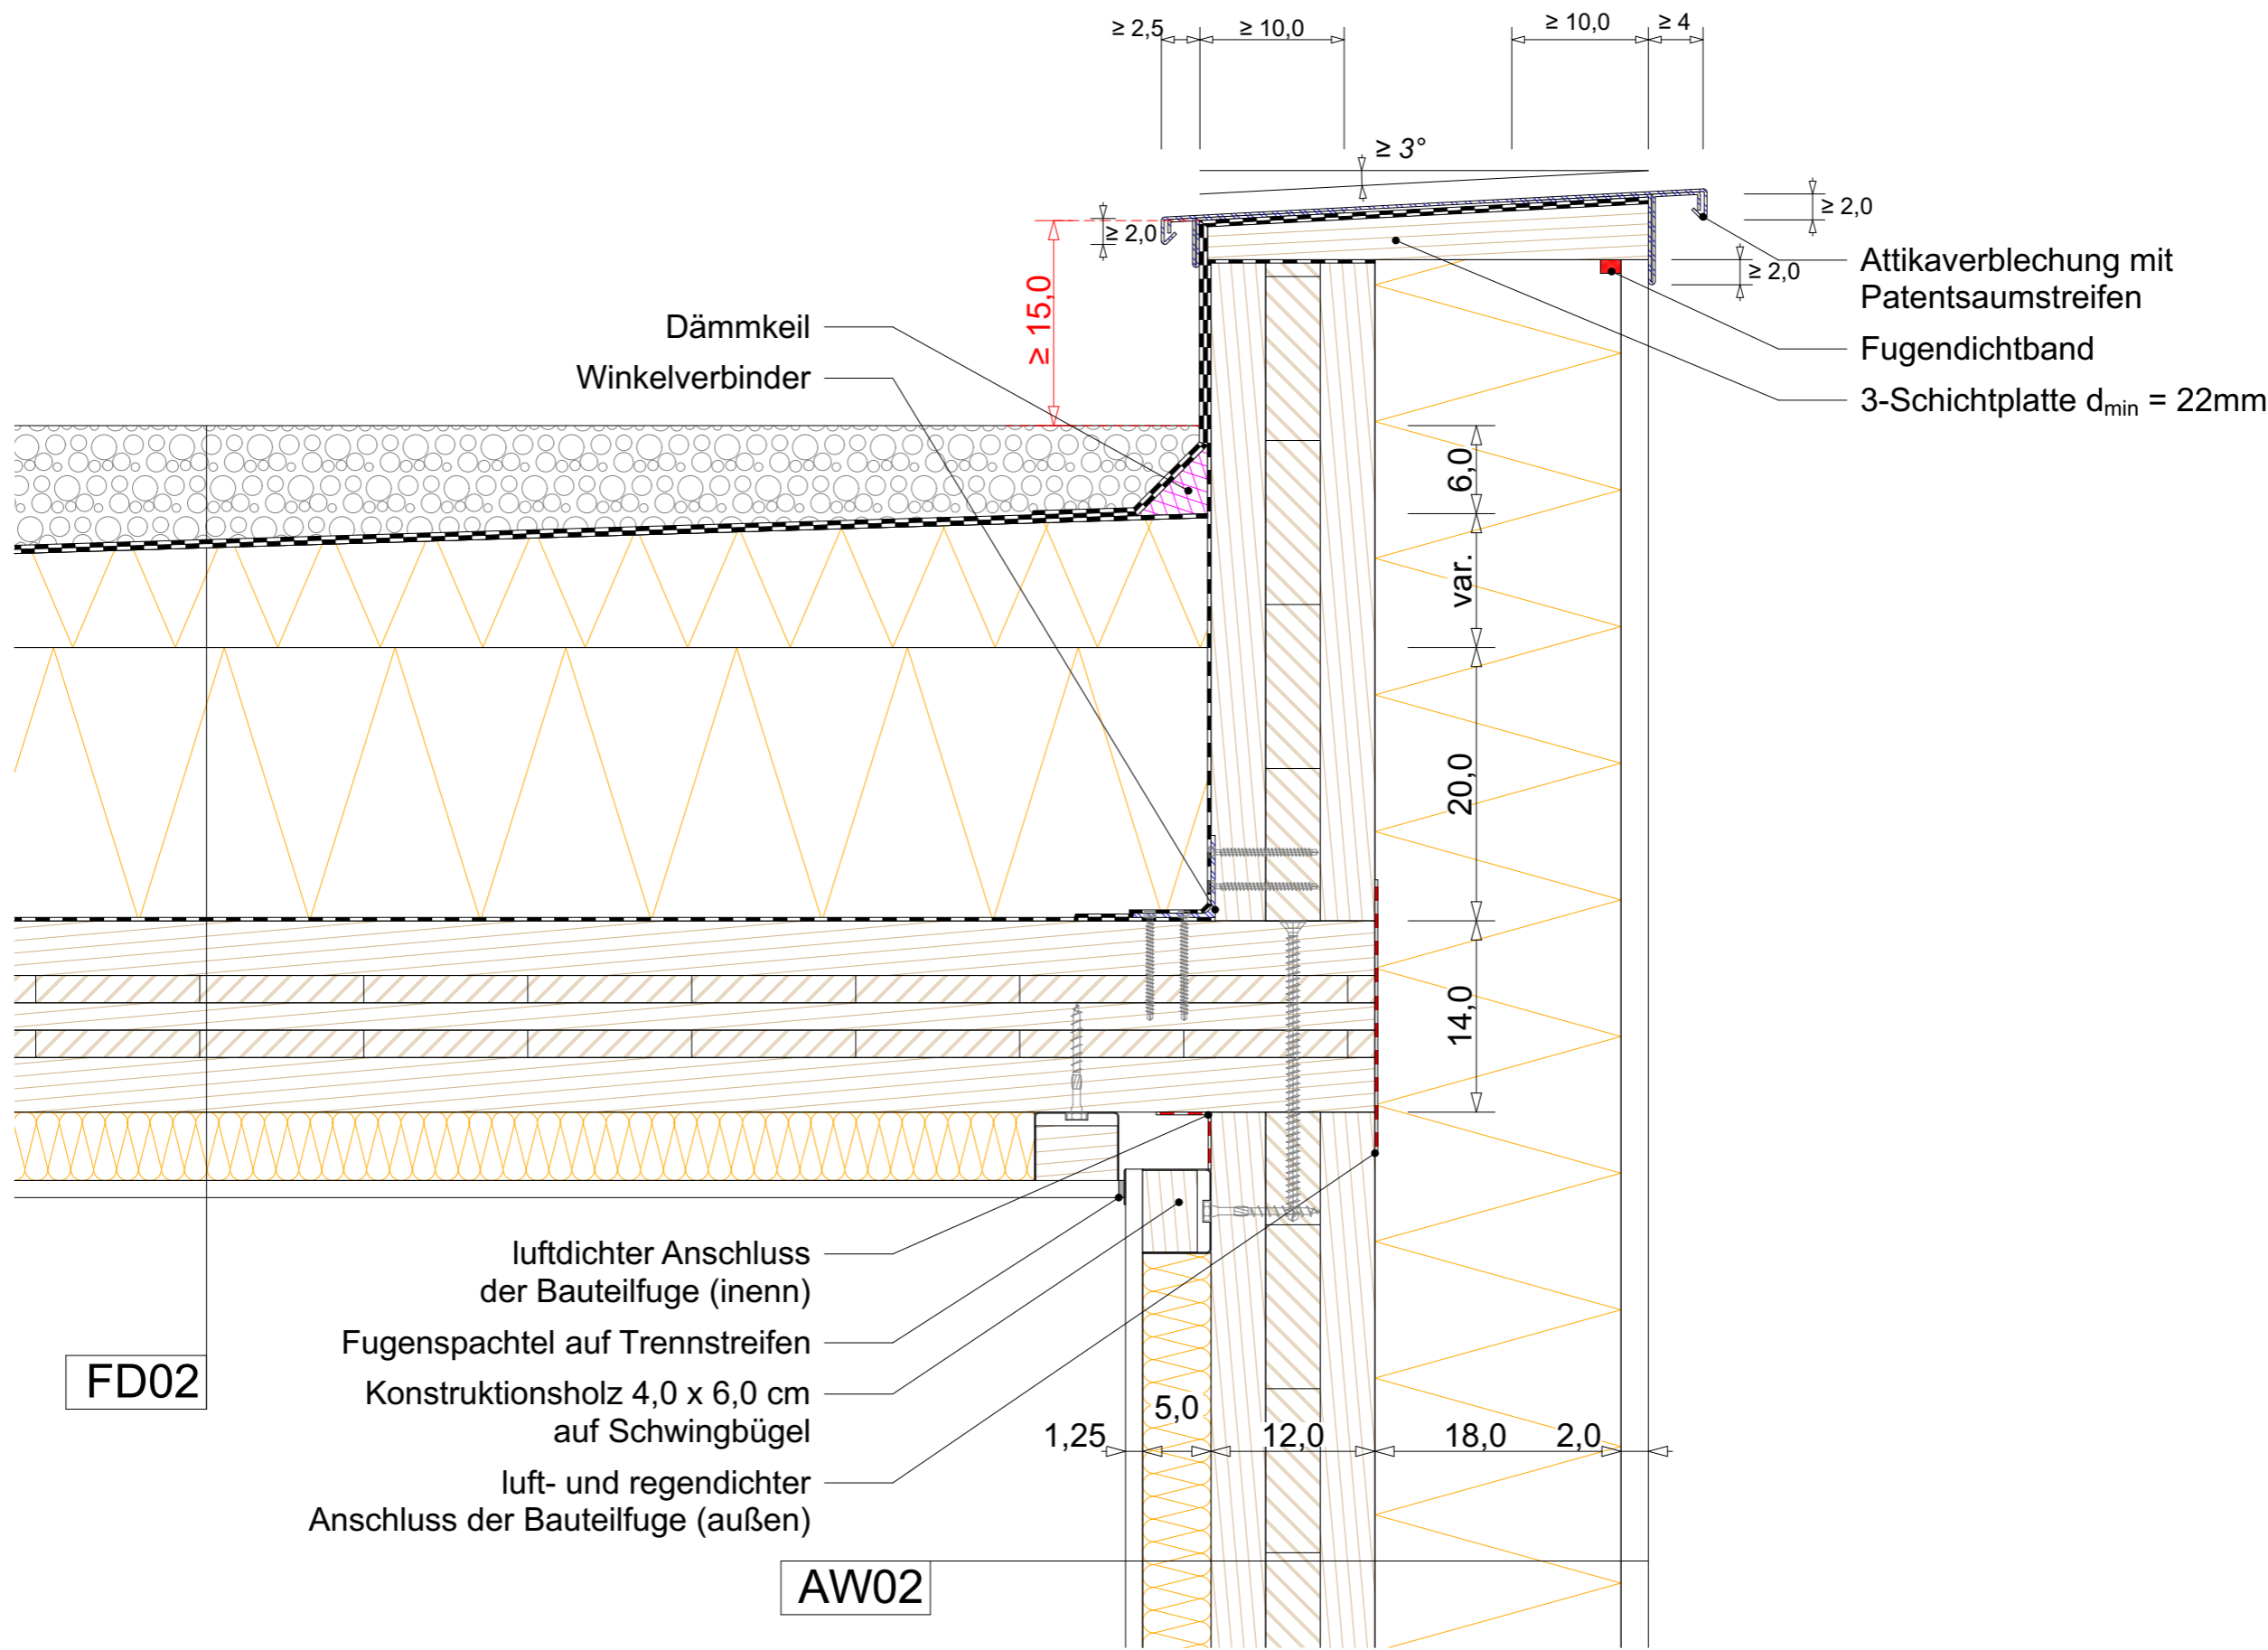 ≥ 2,5
≥ 10,0
≥ 10,0
≥ 4
≥ 3°
≥ 2,0
≥ 2,0
≥ 2,0
≥ 15,0
Attikaverblechung mit
Patentsaumstreifen
Fugendichtband
3-Schichtplatte dmin = 22mm
Dämmkeil
Winkelverbinder
6,0
var.
20,0
14,0
luftdichter Anschluss
der Bauteilfuge (inenn)
Fugenspachtel auf Trennstreifen
Konstruktionsholz 4,0 x 6,0 cm
auf Schwingbügel
luft- und regendichter
Anschluss der Bauteilfuge (außen)
FD02
1,25
5,0
12,0
18,0
2,0
AW02